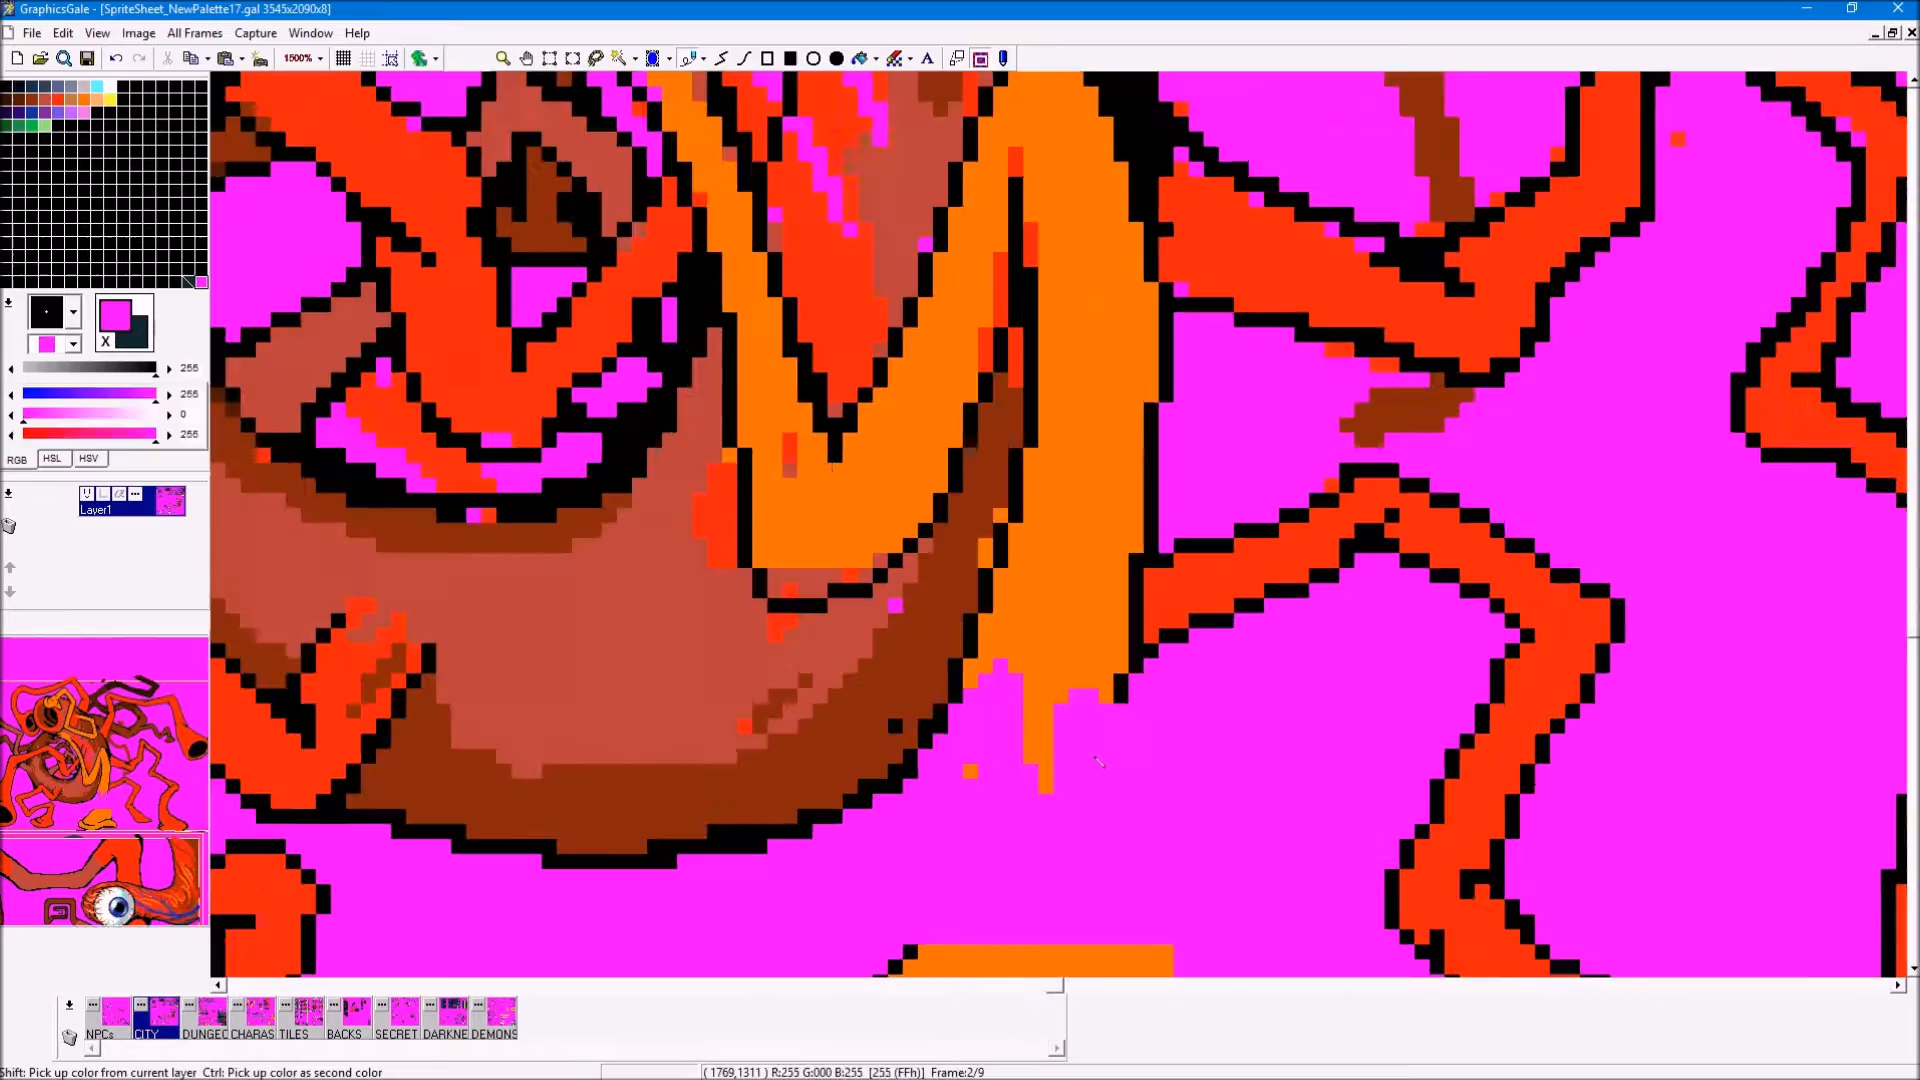 GraphicsGale - [SpriteSheet_NewPalette17.gal 3545x2090x8]
File Edit View Image All Frames Capture Window Help
1500%
A
X
255
255
0
255
RGB HSL HSV
Layer1
NPCs CITY DUNGEC CHARAS TILES BACKS SECRET DARKNE DEMONS
Shift: Pick up color from current layer Ctrl: Pick up color as second color
( 1769,1311 ) R:255 G:000 B:255 [255 (FFh)] Frame:2/9